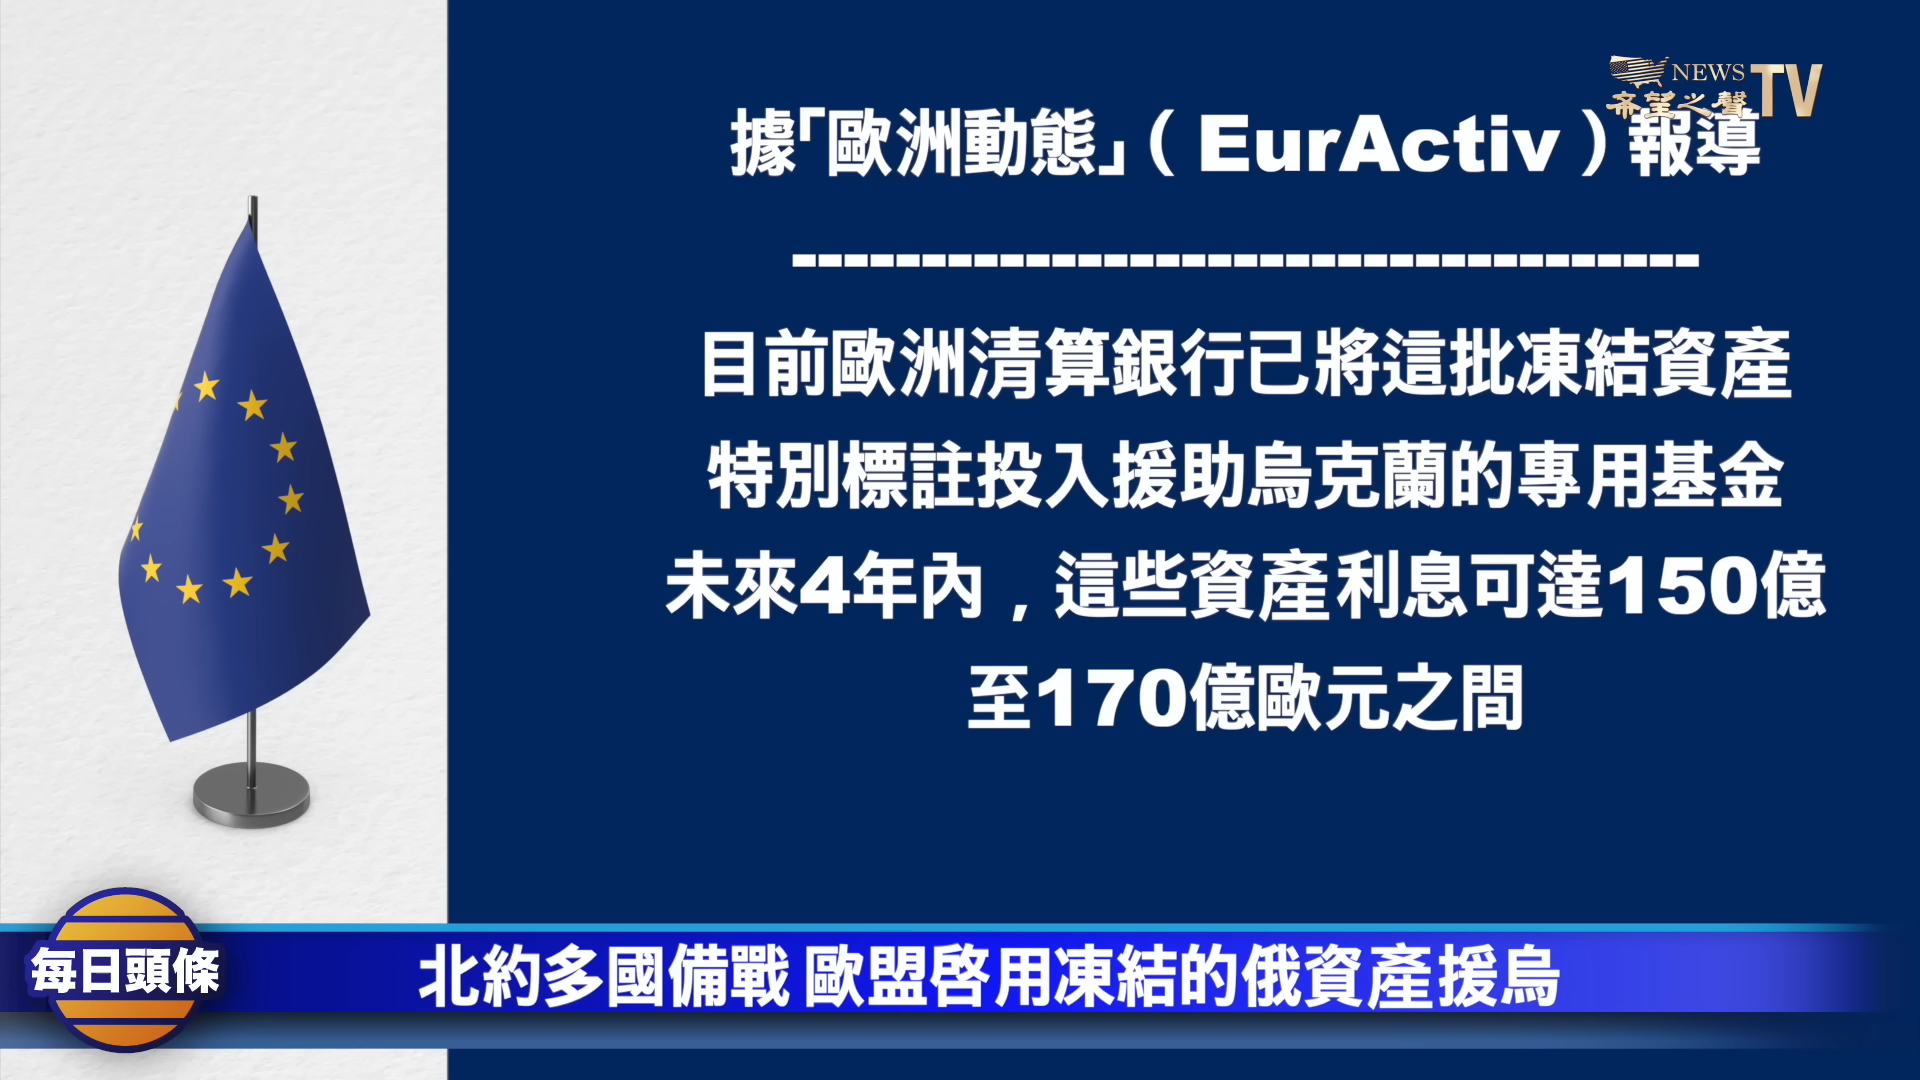 NEWS
希望之聲TV
據「歐洲動態」（EurActiv）報導
-----------------------------------
目前歐洲清算銀行已將這批凍結資產
特別標註投入援助烏克蘭的專用基金
未來4年內，這些資產利息可達150億
至170億歐元之間
每日頭條
北約多國備戰 歐盟啓用凍結的俄資產援烏